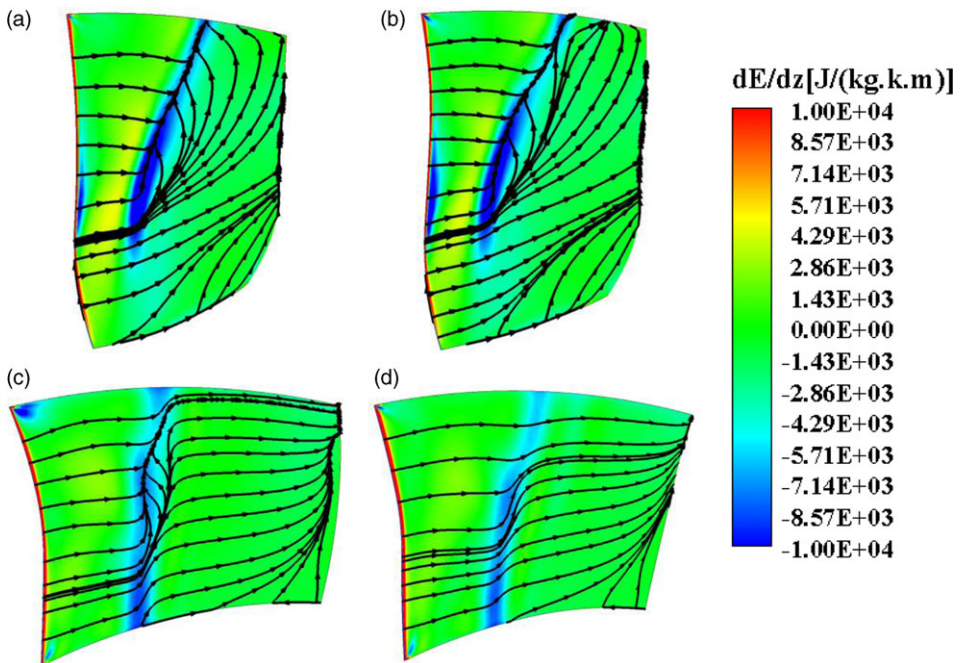 (a)
(b)
dE/dz[J/(kg.k.m)]
1.00E+04
8.57E+03
7.14E+03
5.71E+03
4.29E+03
2.86E+03
1.43E+03
0.00E+00
-1.43E+03
-2.86E+03
-4.29E+03
-5.71E+03
-7.14E+03
-8.57E+03
-1.00E+04
(c)
(d)